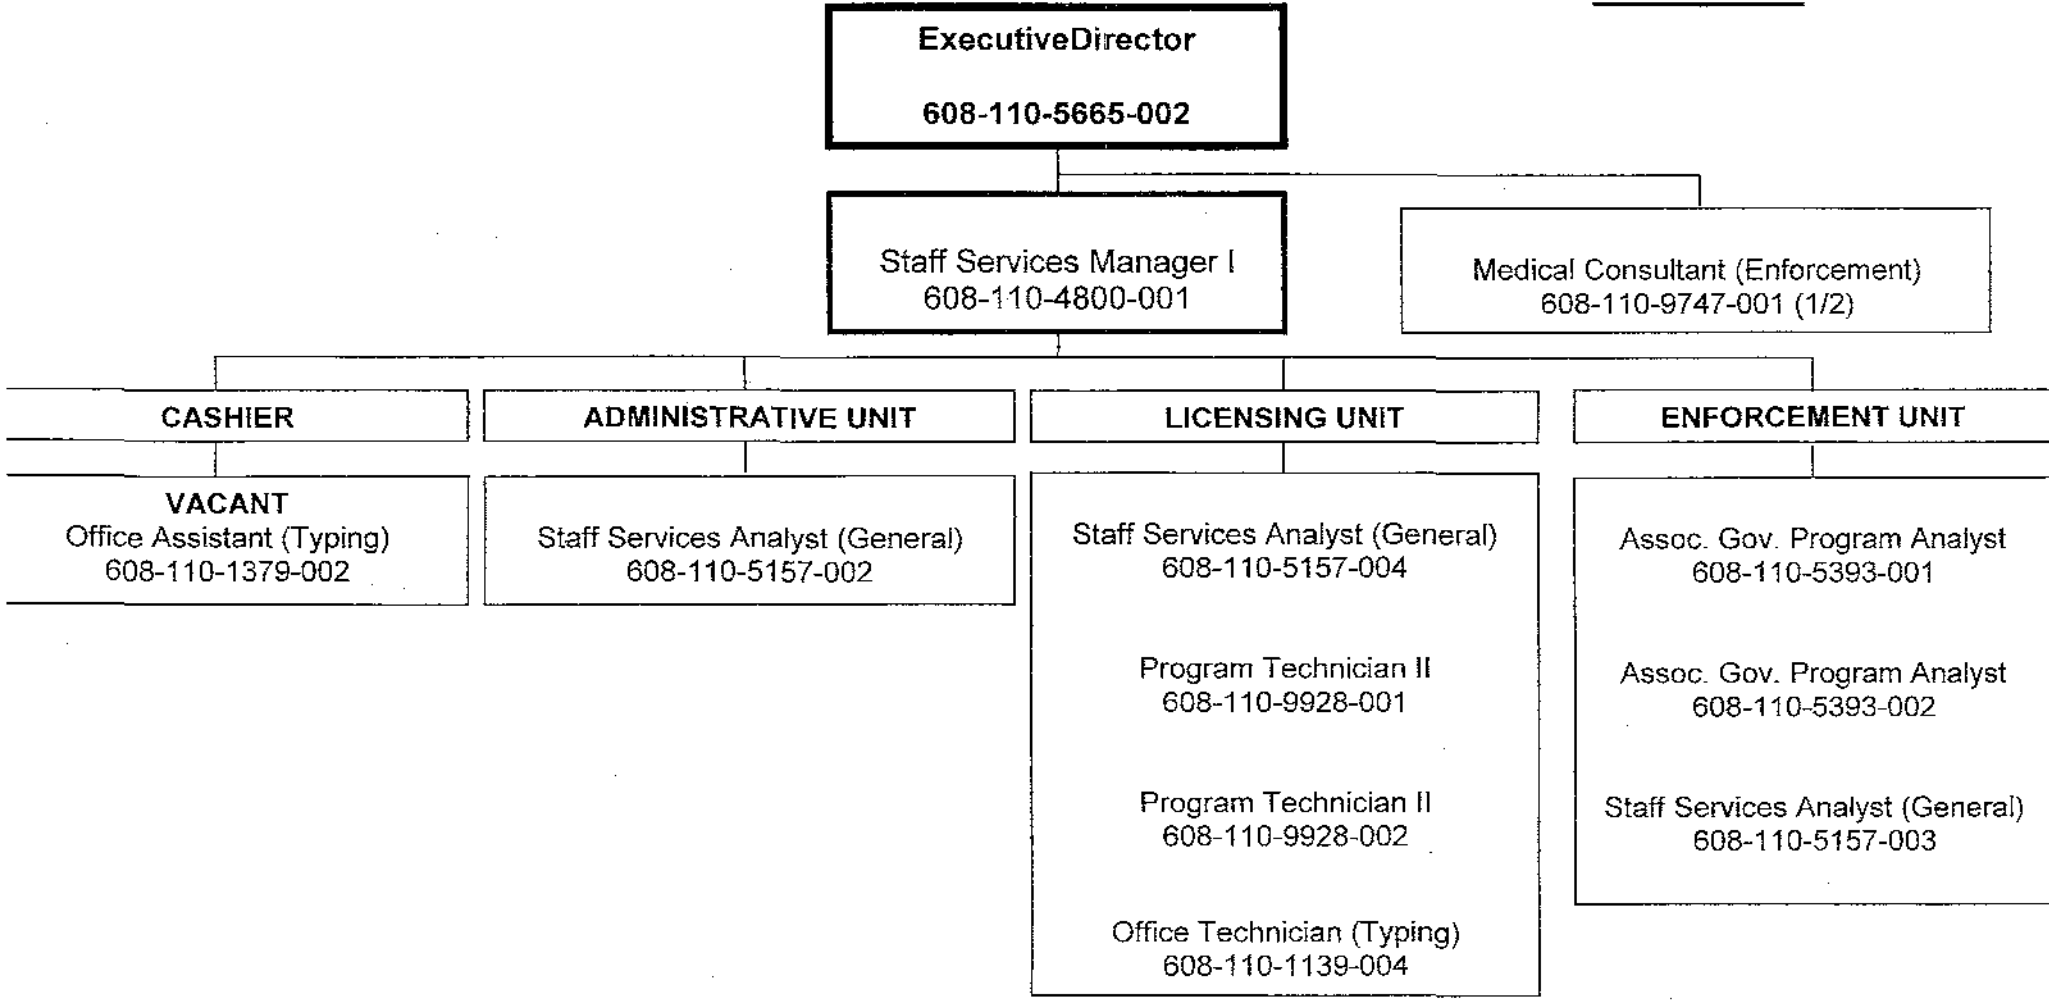 ExecutiveDirector
608-110-5665-002
Staff Services Manager I
608-110-4800-001
Medical Consultant (Enforcement)
608-110-9747-001 (1/2)
CASHIER
ADMINISTRATIVE UNIT
LICENSING UNIT
ENFORCEMENT UNIT
VACANT
Office Assistant (Typing)
608-110-1379-002
Staff Services Analyst (General)
608-110-5157-002
Staff Services Analyst (General)
608-110-5157-004
Program Technician II
608-110-9928-001
Program Technician II
608-110-9928-002
Office Technician (Typing)
608-110-1139-004
Assoc. Gov. Program Analyst
608-110-5393-001
Assoc. Gov. Program Analyst
608-110-5393-002
Staff Services Analyst (General)
608-110-5157-003